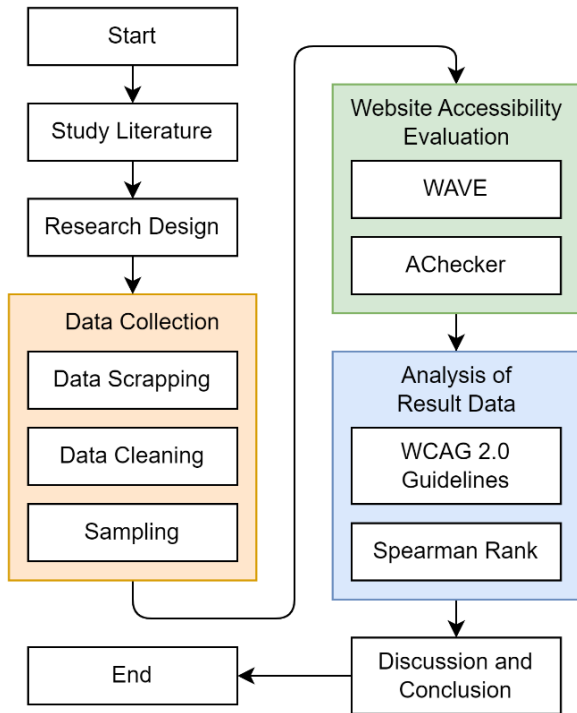 Start
Study Literature
Research Design
Data Collection
Data Scrapping
Data Cleaning
Sampling
Website Accessibility
Evaluation
WAVE
AChecker
Analysis of
Result Data
WCAG 2.0
Guidelines
Spearman Rank
Discussion and
Conclusion
End